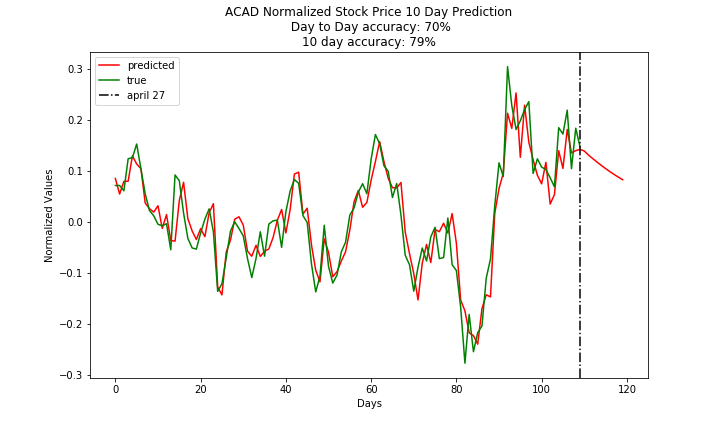 ACAD Normalized Stock Price 10 Day Prediction
Day to Day accuracy: 70%
10 day accuracy: 79%
predicted
true
april 27
Normalized Values
0.3
0.2
0.1
0.0
−0.1
−0.2
−0.3
0
20
40
60
80
100
120
Days